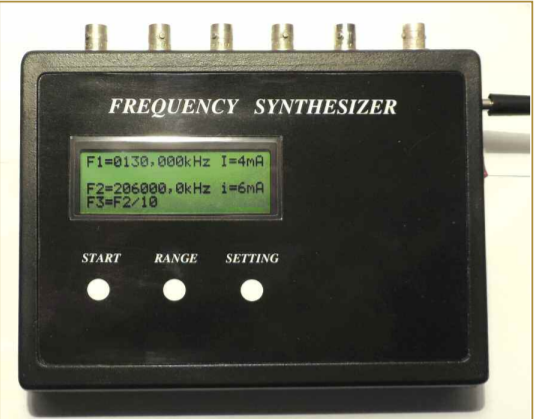 FREQUENCY SYNTHESIZER
F1=0130,000kHz I=4mA
F2=206000,0kHz i=6mA
F3=F2/10
START RANGE SETTING